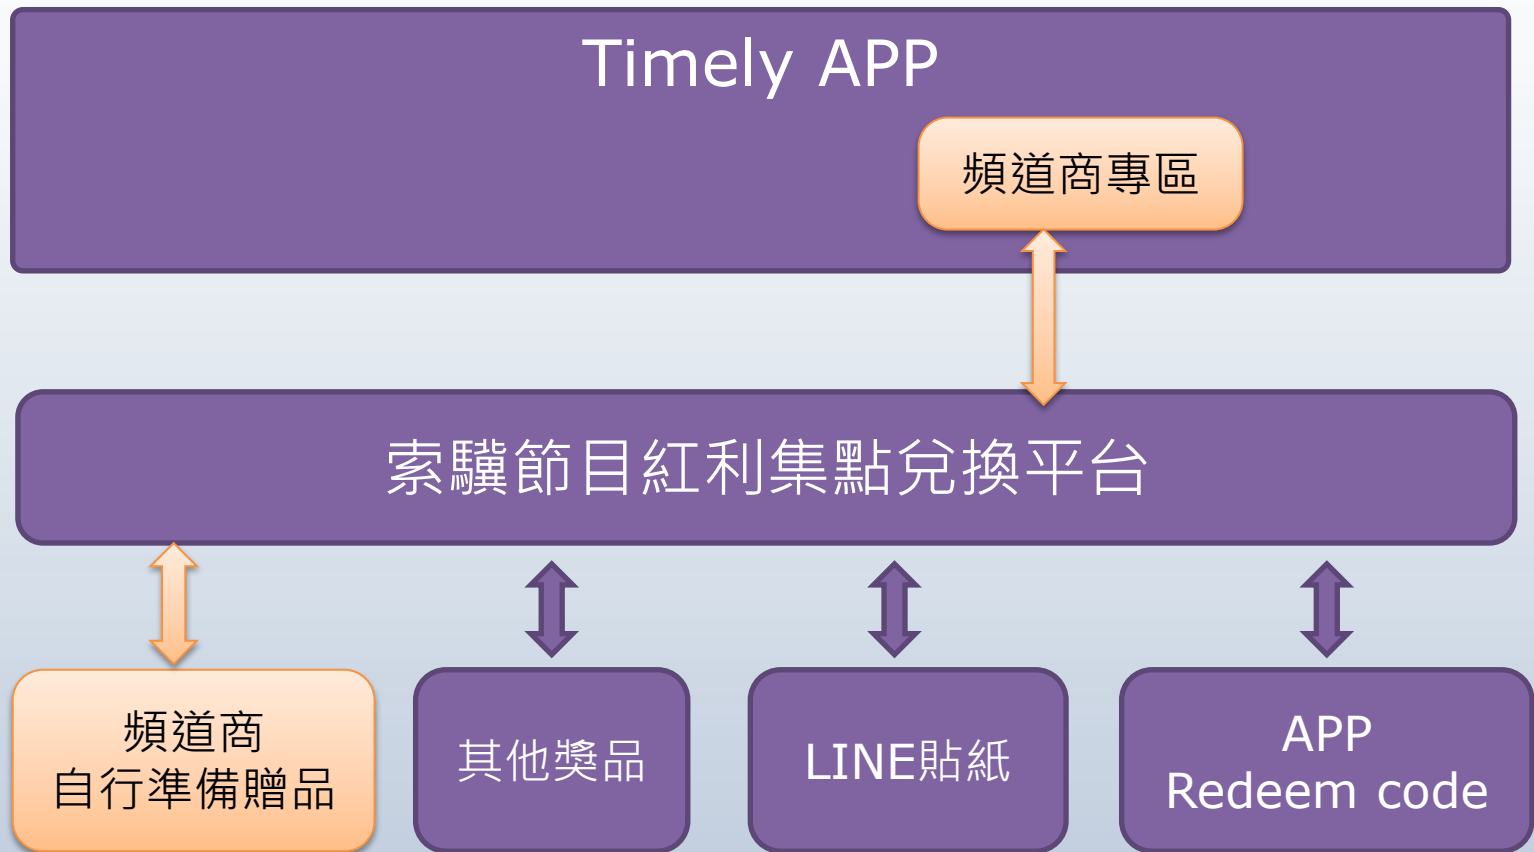 Timely APP
頻道商專區
索驥節目紅利集點兌換平台
頻道商
自行準備贈品
其他獎品
LINE貼紙
APP
Redeem code